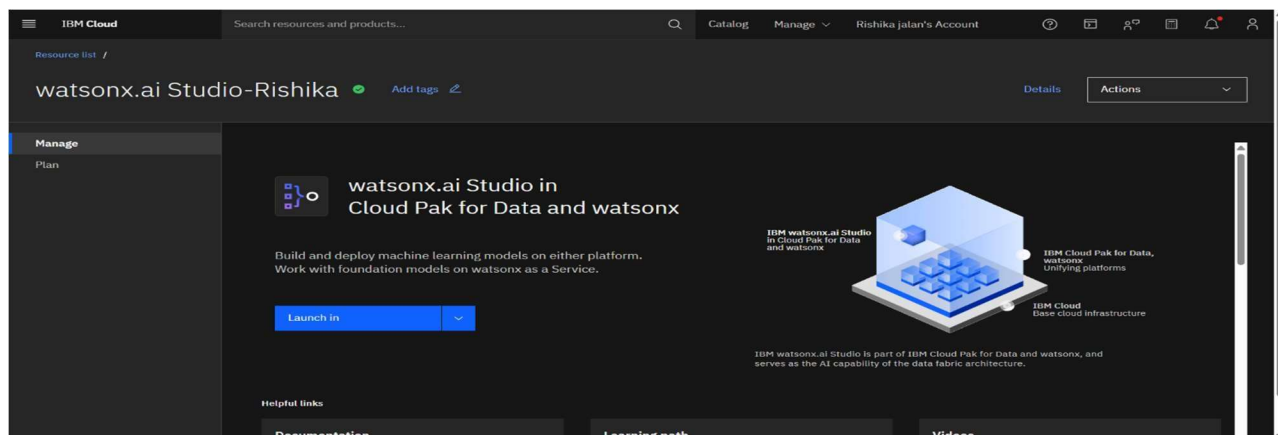 IBM Cloud
Search resources and products...
Catalog
Manage
Rishika jalan's Account
Resource list /
watsonx.ai Studio-Rishika
Add tags
Details
Actions
Manage
Plan
watsonx.ai Studio in
Cloud Pak for Data and watsonx
Build and deploy machine learning models on either platform.
Work with foundation models on watsonx as a Service.
Launch in
IBM watsonx.ai Studio
in Cloud Pak for Data
and watsonx
IBM Cloud Pak for Data,
watsonx
Unifying platforms
IBM Cloud
Base cloud infrastructure
IBM watsonx.ai Studio is part of IBM Cloud Pak for Data and watsonx, and
serves as the AI capability of the data fabric architecture.
Helpful links
Documentation
Learning path
Videos